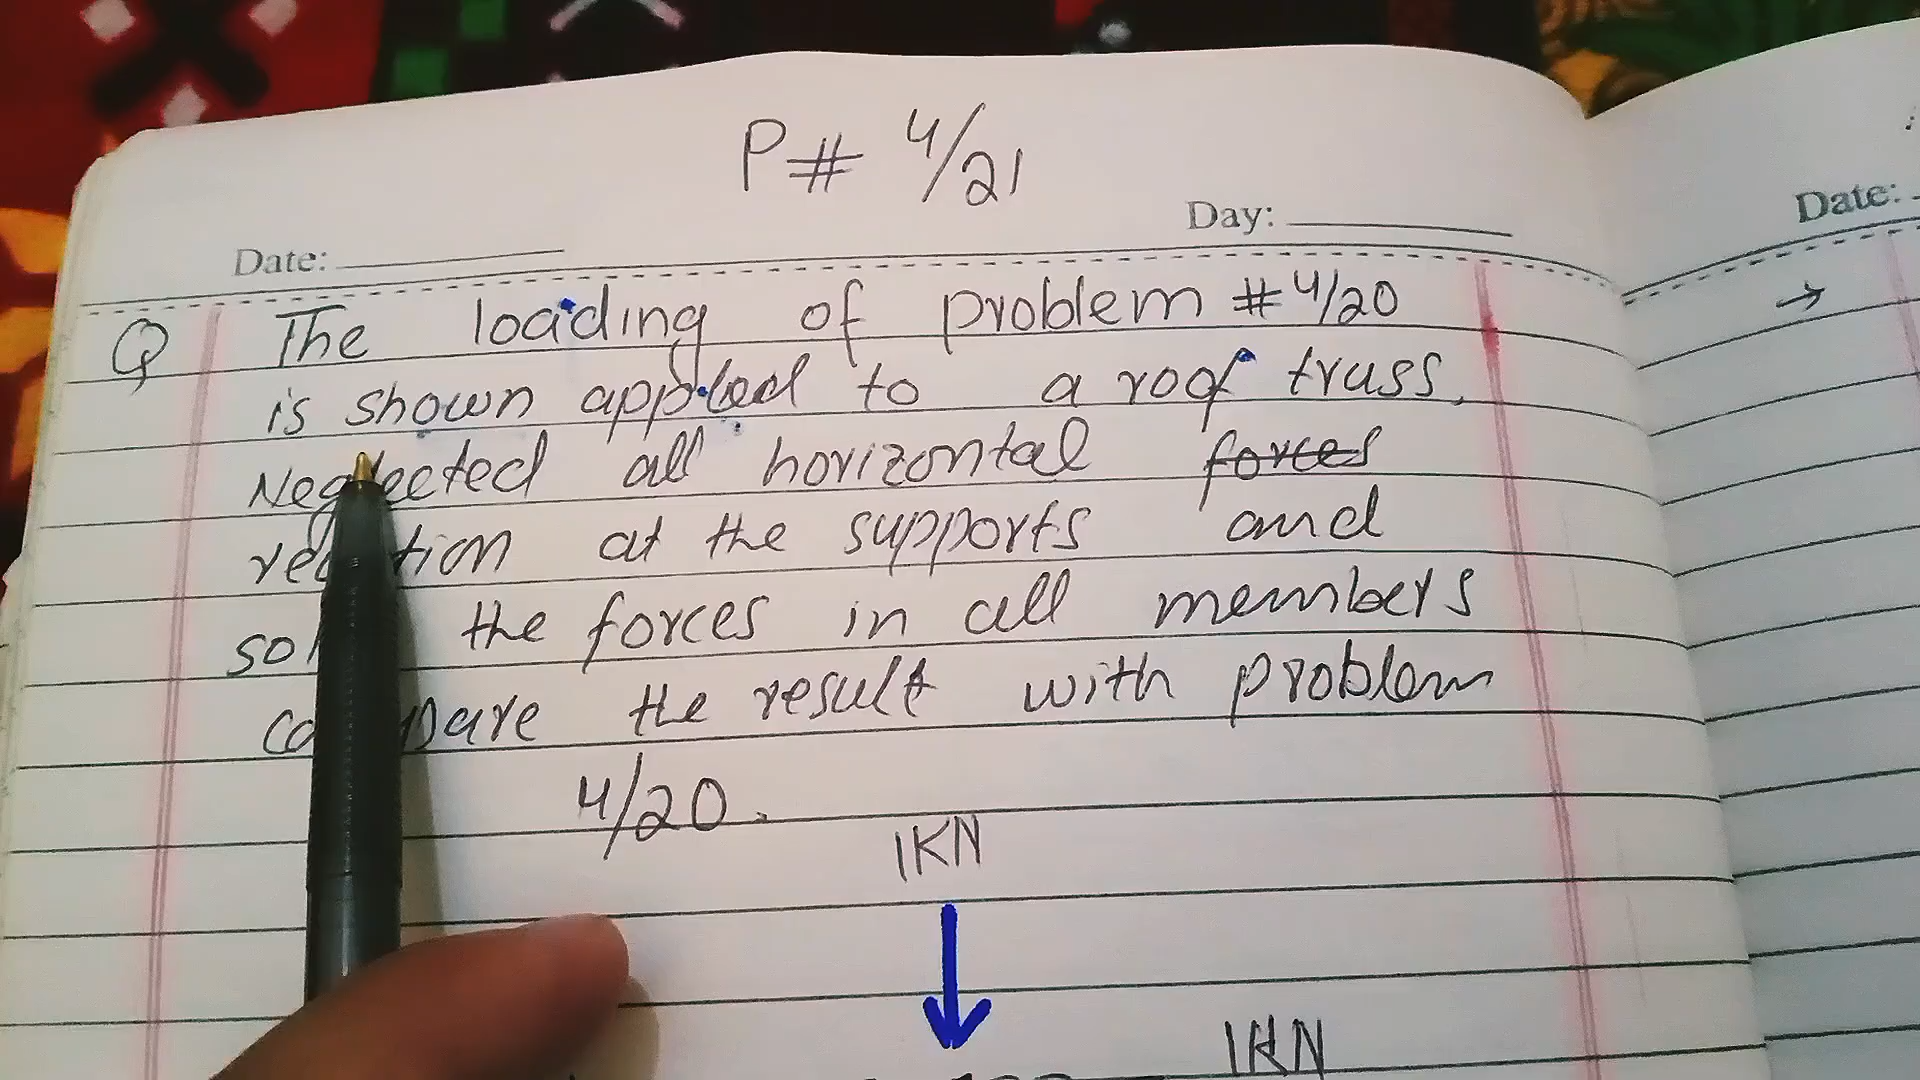 P# 4/21
Day:
Date:
Date:
Q The loading of problem #4/20
is shown applied to a roof truss.
Neglected all horizontal forces
at the supports and
the forces in all members
the result with problem
4/20.
1KN
1KN